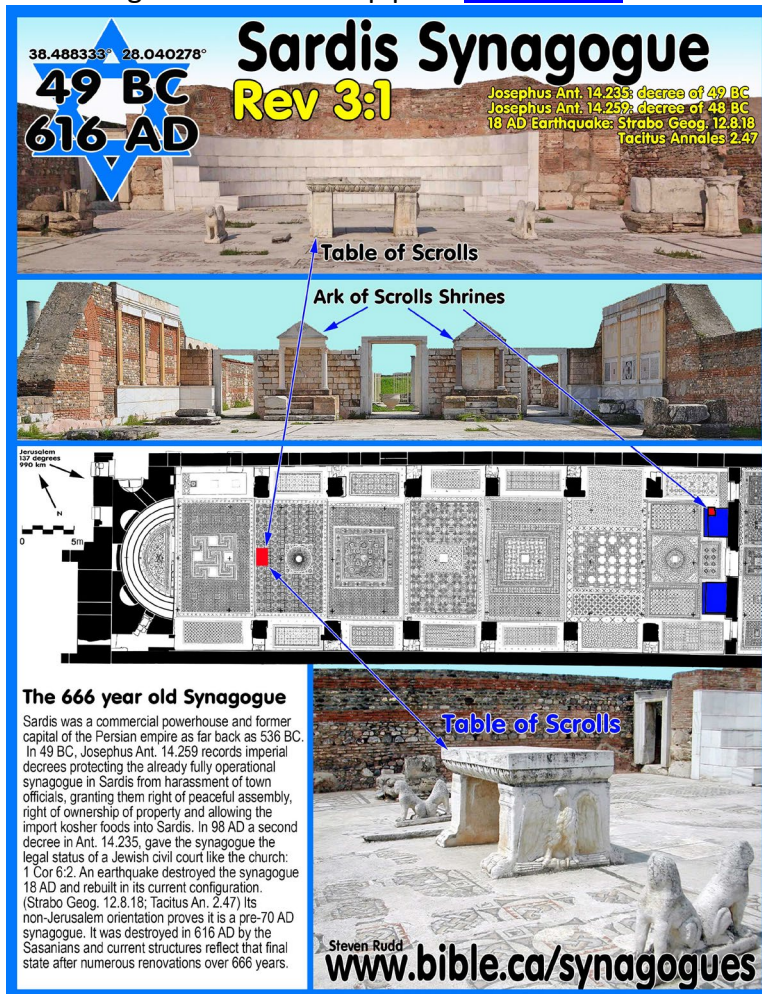 38.488333° 28.040278°
49 BC
616 AD
Sardis Synagogue
Rev 3:1
Josephus Ant. 14.235: decree of 49 BC
Josephus Ant. 14.259: decree of 48 BC
18 AD Earthquake: Strabo Geog. 12.8.18
Tacitus Annales 2.47
Table of Scrolls
Ark of Scrolls Shrines
Jerusalem
137 degrees
990 km
N
0 5m
The 666 year old Synagogue
Sardis was a commercial powerhouse and former
capital of the Persian empire as far back as 536 BC.
In 49 BC, Josephus Ant. 14.259 records imperial
decrees protecting the already fully operational
synagogue in Sardis from harassment of town
officials, granting them right of peaceful assembly,
right of ownership of property and allowing the
import kosher foods into Sardis. In 98 AD a second
decree in Ant. 14.235, gave the synagogue the
legal status of a Jewish civil court like the church:
1 Cor 6:2. An earthquake destroyed the synagogue
18 AD and rebuilt in its current configuration.
(Strabo Geog. 12.8.18; Tacitus An. 2.47) Its
non-Jerusalem orientation proves it is a pre-70 AD
synagogue. It was destroyed in 616 AD by the
Sasanians and current structures reflect that final
state after numerous renovations over 666 years.
Table of Scrolls
Steven Rudd
www.bible.ca/synagogues